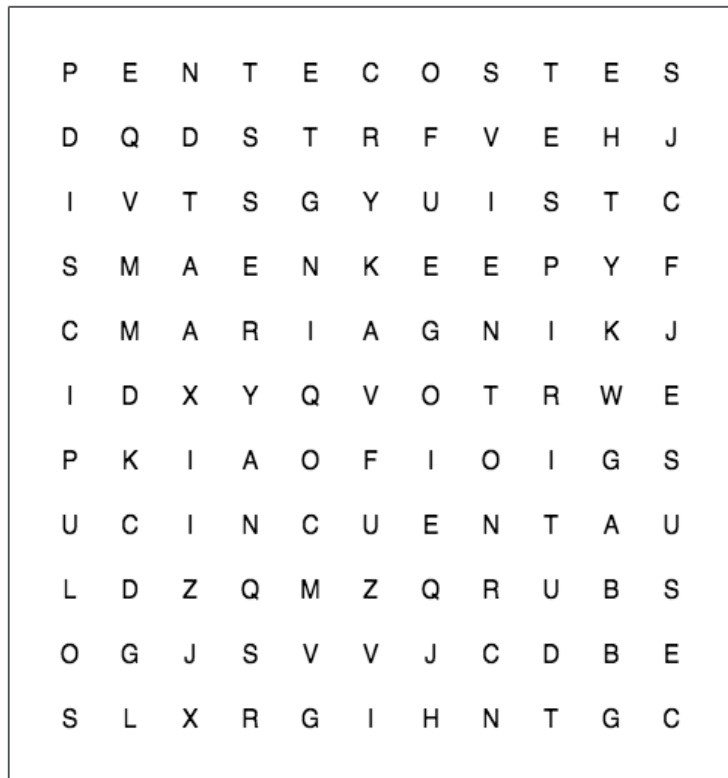 P E N T E C O S T E S
D Q D S T R F V E H J
I V T S G Y U I S T C
S M A E N K E E P Y F
C M A R I A G N I K J
I D X Y Q V O T R W E
P K I A O F I O I G S
U C I N C U E N T A U
L D Z Q M Z Q R U B S
O G J S V V J C D B E
S L X R G I H N T G C